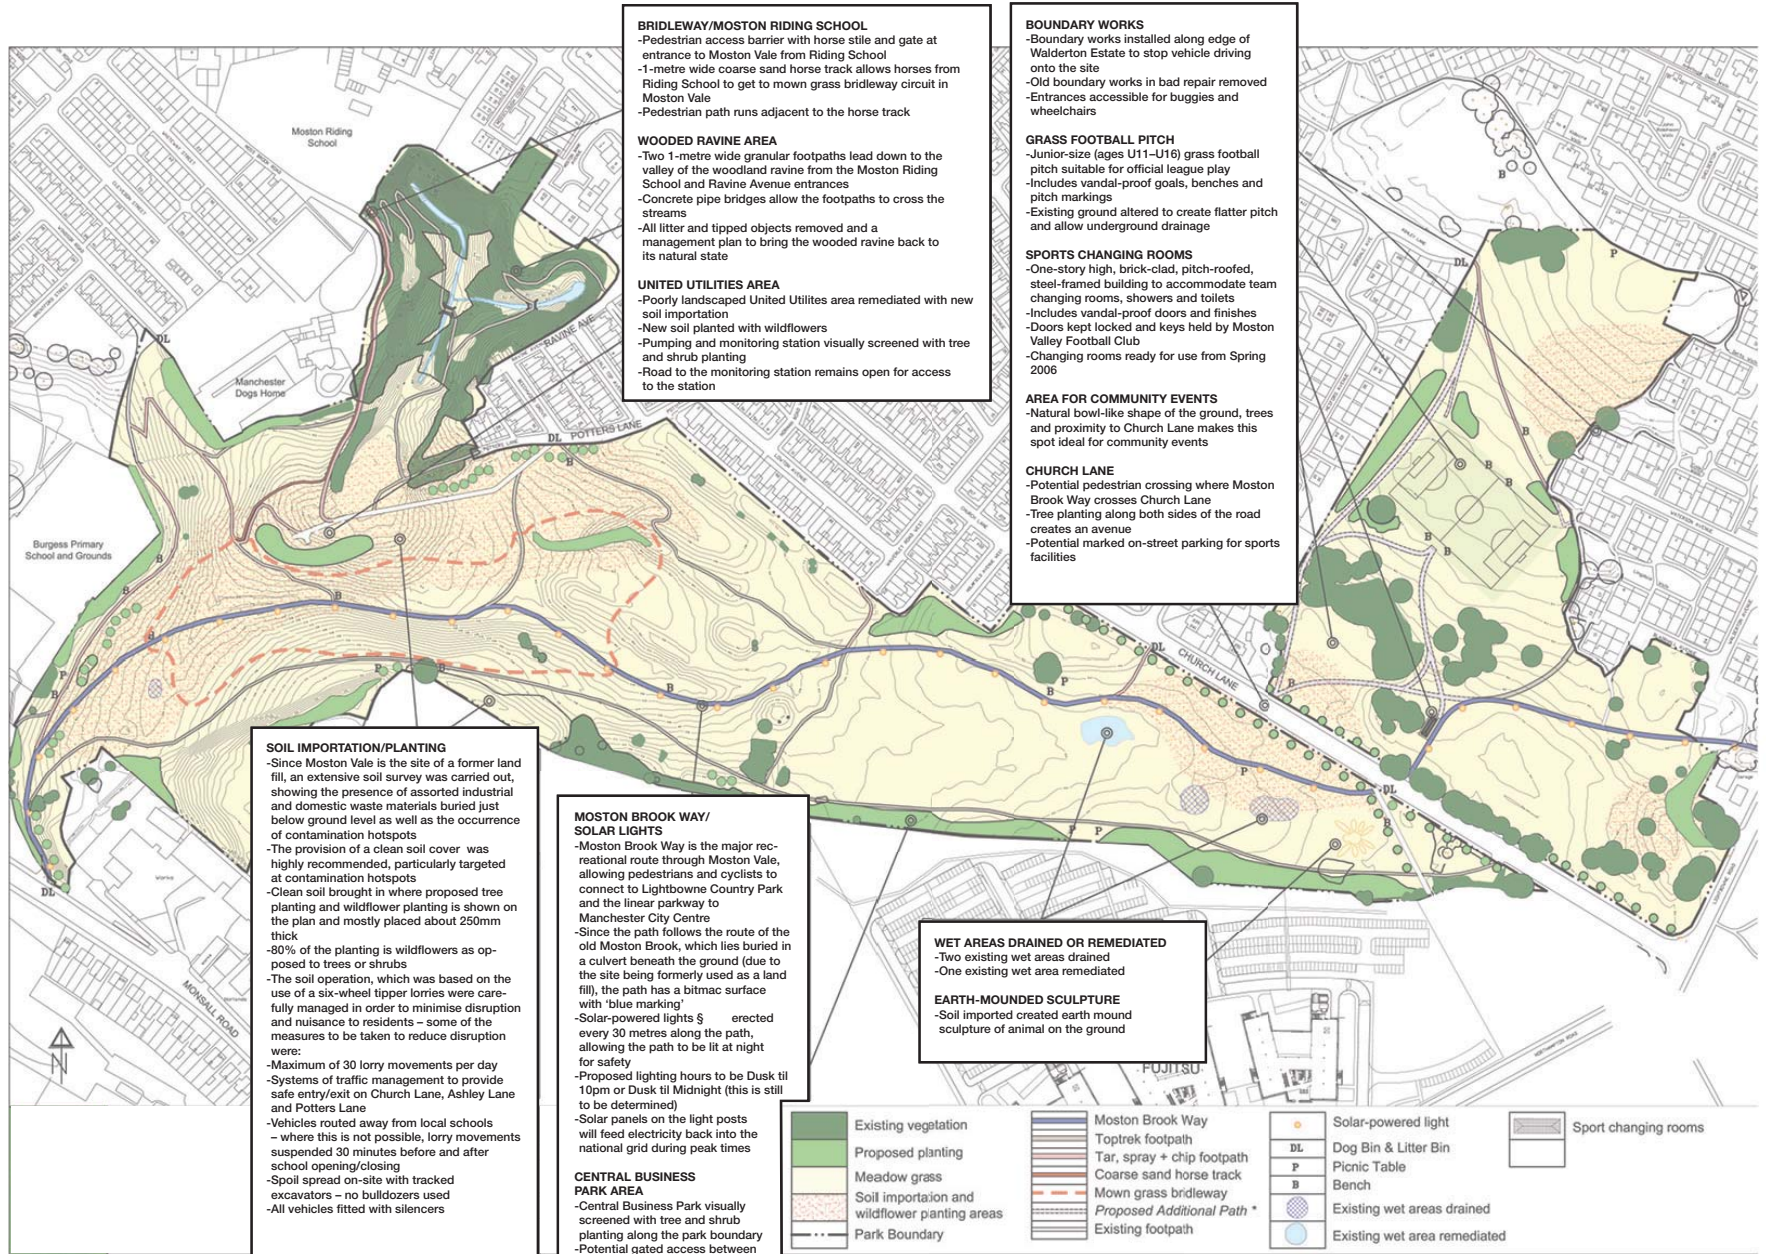 BRIDLEWAY/MOSTON RIDING SCHOOL
-Pedestrian access barrier with horse stile and gate at
entrance to Moston Vale from Riding School
-1-metre wide coarse sand horse track allows horses from
Riding School to get to mown grass bridleway circuit in
Moston Vale
-Pedestrian path runs adjacent to the horse track
WOODED RAVINE AREA
-Two 1-metre wide granular footpaths lead down to the
valley of the woodland ravine from the Moston Riding
School and Ravine Avenue entrances
-Concrete pipe bridges allow the footpaths to cross the
streams
-All litter and tipped objects removed and a
management plan to bring the wooded ravine back to
its natural state
UNITED UTILITIES AREA
-Poorly landscaped United Utilites area remediated with new
soil importation
-New soil planted with wildflowers
-Pumping and monitoring station visually screened with tree
and shrub planting
-Road to the monitoring station remains open for access
to the station
BOUNDARY WORKS
-Boundary works installed along edge of
Walderton Estate to stop vehicle driving
onto the site
-Old boundary works in bad repair removed
-Entrances accessible for buggies and
wheelchairs
GRASS FOOTBALL PITCH
-Junior-size (ages U11–U16) grass football
pitch suitable for official league play
-Includes vandal-proof goals, benches and
pitch markings
-Existing ground altered to create flatter pitch
and allow underground drainage
SPORTS CHANGING ROOMS
-One-story high, brick-clad, pitch-roofed,
steel-framed building to accommodate team
changing rooms, showers and toilets
-Includes vandal-proof doors and finishes
-Doors kept locked and keys held by Moston
Valley Football Club
-Changing rooms ready for use from Spring
2006
AREA FOR COMMUNITY EVENTS
-Natural bowl-like shape of the ground, trees
and proximity to Church Lane makes this
spot ideal for community events
CHURCH LANE
-Potential pedestrian crossing where Moston
Brook Way crosses Church Lane
-Tree planting along both sides of the road
creates an avenue
-Potential marked on-street parking for sports
facilities
Moston Riding
School
Manchester
Dogs Home
RAVINE AVE
POTTERS LANE
Burgess Primary
School and Grounds
CHURCH LANE
MONSALL ROAD
FUJITSU
N
SOIL IMPORTATION/PLANTING
-Since Moston Vale is the site of a former land
fill, an extensive soil survey was carried out,
showing the presence of assorted industrial
and domestic waste materials buried just
below ground level as well as the occurrence
of contamination hotspots
-The provision of a clean soil cover was
highly recommended, particularly targeted
at contamination hotspots
-Clean soil brought in where proposed tree
planting and wildflower planting is shown on
the plan and mostly placed about 250mm
thick
-80% of the planting is wildflowers as op-
posed to trees or shrubs
-The soil operation, which was based on the
use of a six-wheel tipper lorries were care-
fully managed in order to minimise disruption
and nuisance to residents – some of the
measures to be taken to reduce disruption
were:
-Maximum of 30 lorry movements per day
-Systems of traffic management to provide
safe entry/exit on Church Lane, Ashley Lane
and Potters Lane
-Vehicles routed away from local schools
– where this is not possible, lorry movements
suspended 30 minutes before and after
school opening/closing
-Spoil spread on-site with tracked
excavators – no bulldozers used
-All vehicles fitted with silencers
MOSTON BROOK WAY/
SOLAR LIGHTS
-Moston Brook Way is the major rec-
reational route through Moston Vale,
allowing pedestrians and cyclists to
connect to Lightbowne Country Park
and the linear parkway to
Manchester City Centre
-Since the path follows the route of the
old Moston Brook, which lies buried in
a culvert beneath the ground (due to
the site being formerly used as a land
fill), the path has a bitmac surface
with ‘blue marking’
-Solar-powered lights § erected
every 30 metres along the path,
allowing the path to be lit at night
for safety
-Proposed lighting hours to be Dusk til
10pm or Dusk til Midnight (this is still
to be determined)
-Solar panels on the light posts
will feed electricity back into the
national grid during peak times
CENTRAL BUSINESS
PARK AREA
-Central Business Park visually
screened with tree and shrub
planting along the park boundary
-Potential gated access between
WET AREAS DRAINED OR REMEDIATED
-Two existing wet areas drained
-One existing wet area remediated
EARTH-MOUNDED SCULPTURE
-Soil imported created earth mound
sculpture of animal on the ground
Existing vegetation
Proposed planting
Meadow grass
Soil importaion and
wildflower planting areas
Park Boundary
Moston Brook Way
Toptrek footpath
Tar, spray + chip footpath
Coarse sand horse track
Mown grass bridleway
Proposed Additional Path *
Existing footpath
Solar-powered light
DL Dog Bin & Litter Bin
P Picnic Table
B Bench
Existing wet areas drained
Existing wet area remediated
Sport changing rooms